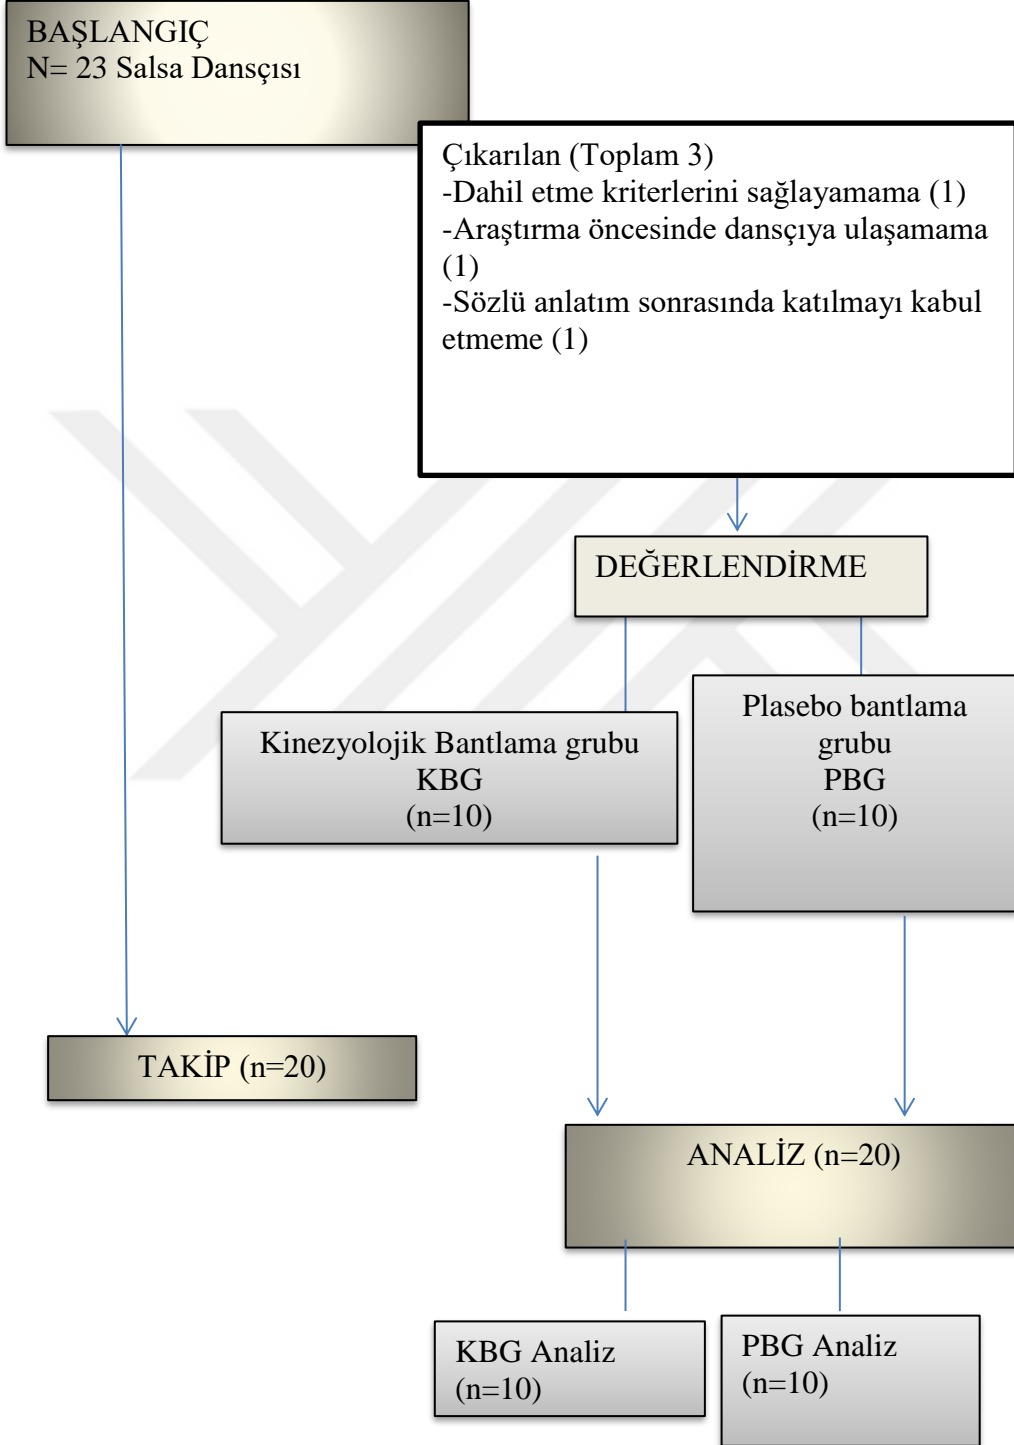 BAŞLANGIÇ
N= 23 Salsa Dansçısı
Çıkarılan (Toplam 3)
-Dahil etme kriterlerini sağlayamama (1)
-Araştırma öncesinde dansçıya ulaşamama
(1)
-Sözlü anlatım sonrasında katılmayı kabul
etmeme (1)
DEĞERLENDİRME
Kinezyolojik Bantlama grubu
KBG
(n=10)
Plasebo bantlama
grubu
PBG
(n=10)
TAKİP (n=20)
ANALİZ (n=20)
KBG Analiz
(n=10)
PBG Analiz
(n=10)